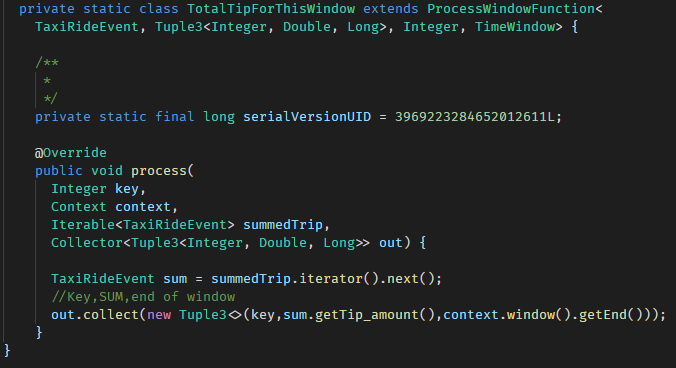 private static class TotalTipForThisWindow extends ProcessWindowFunction<
TaxiRideEvent, Tuple3<Integer, Double, Long>, Integer, TimeWindow> {
/**
*
*/
private static final long serialVersionUID = 3969223284652012611L;
@Override
public void process(
Integer key,
Context context,
Iterable<TaxiRideEvent> summedTrip,
Collector<Tuple3<Integer, Double, Long>> out) {
TaxiRideEvent sum = summedTrip.iterator().next();
//Key,SUM,end of window
out.collect(new Tuple3<>(key,sum.getTip_amount(),context.window().getEnd()));
}
}